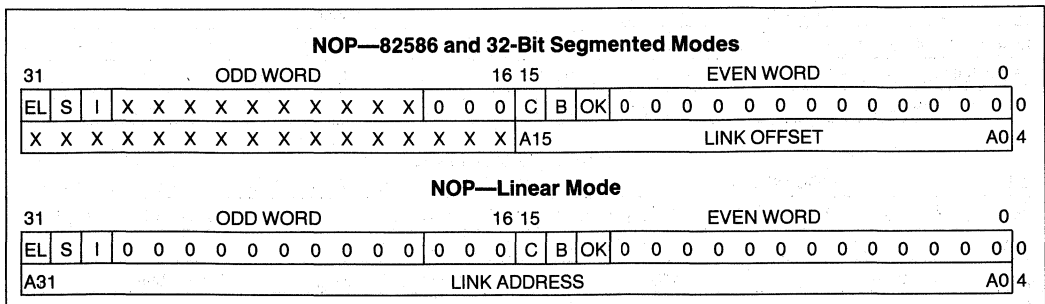 NOP—82586 and 32-Bit Segmented Modes
31 ODD WORD 16 15 EVEN WORD 0
EL S I X X X X X X X X X X 0 0 0 C B OK 0 0 0 0 0 0 0 0 0 0 0 0 0 0
X X X X X X X X X X X X X X X X A15 LINK OFFSET A0 4
NOP—Linear Mode
31 ODD WORD 16 15 EVEN WORD 0
EL S I 0 0 0 0 0 0 0 0 0 0 0 0 0 C B OK 0 0 0 0 0 0 0 0 0 0 0 0 0 0
A31 LINK ADDRESS A0 4